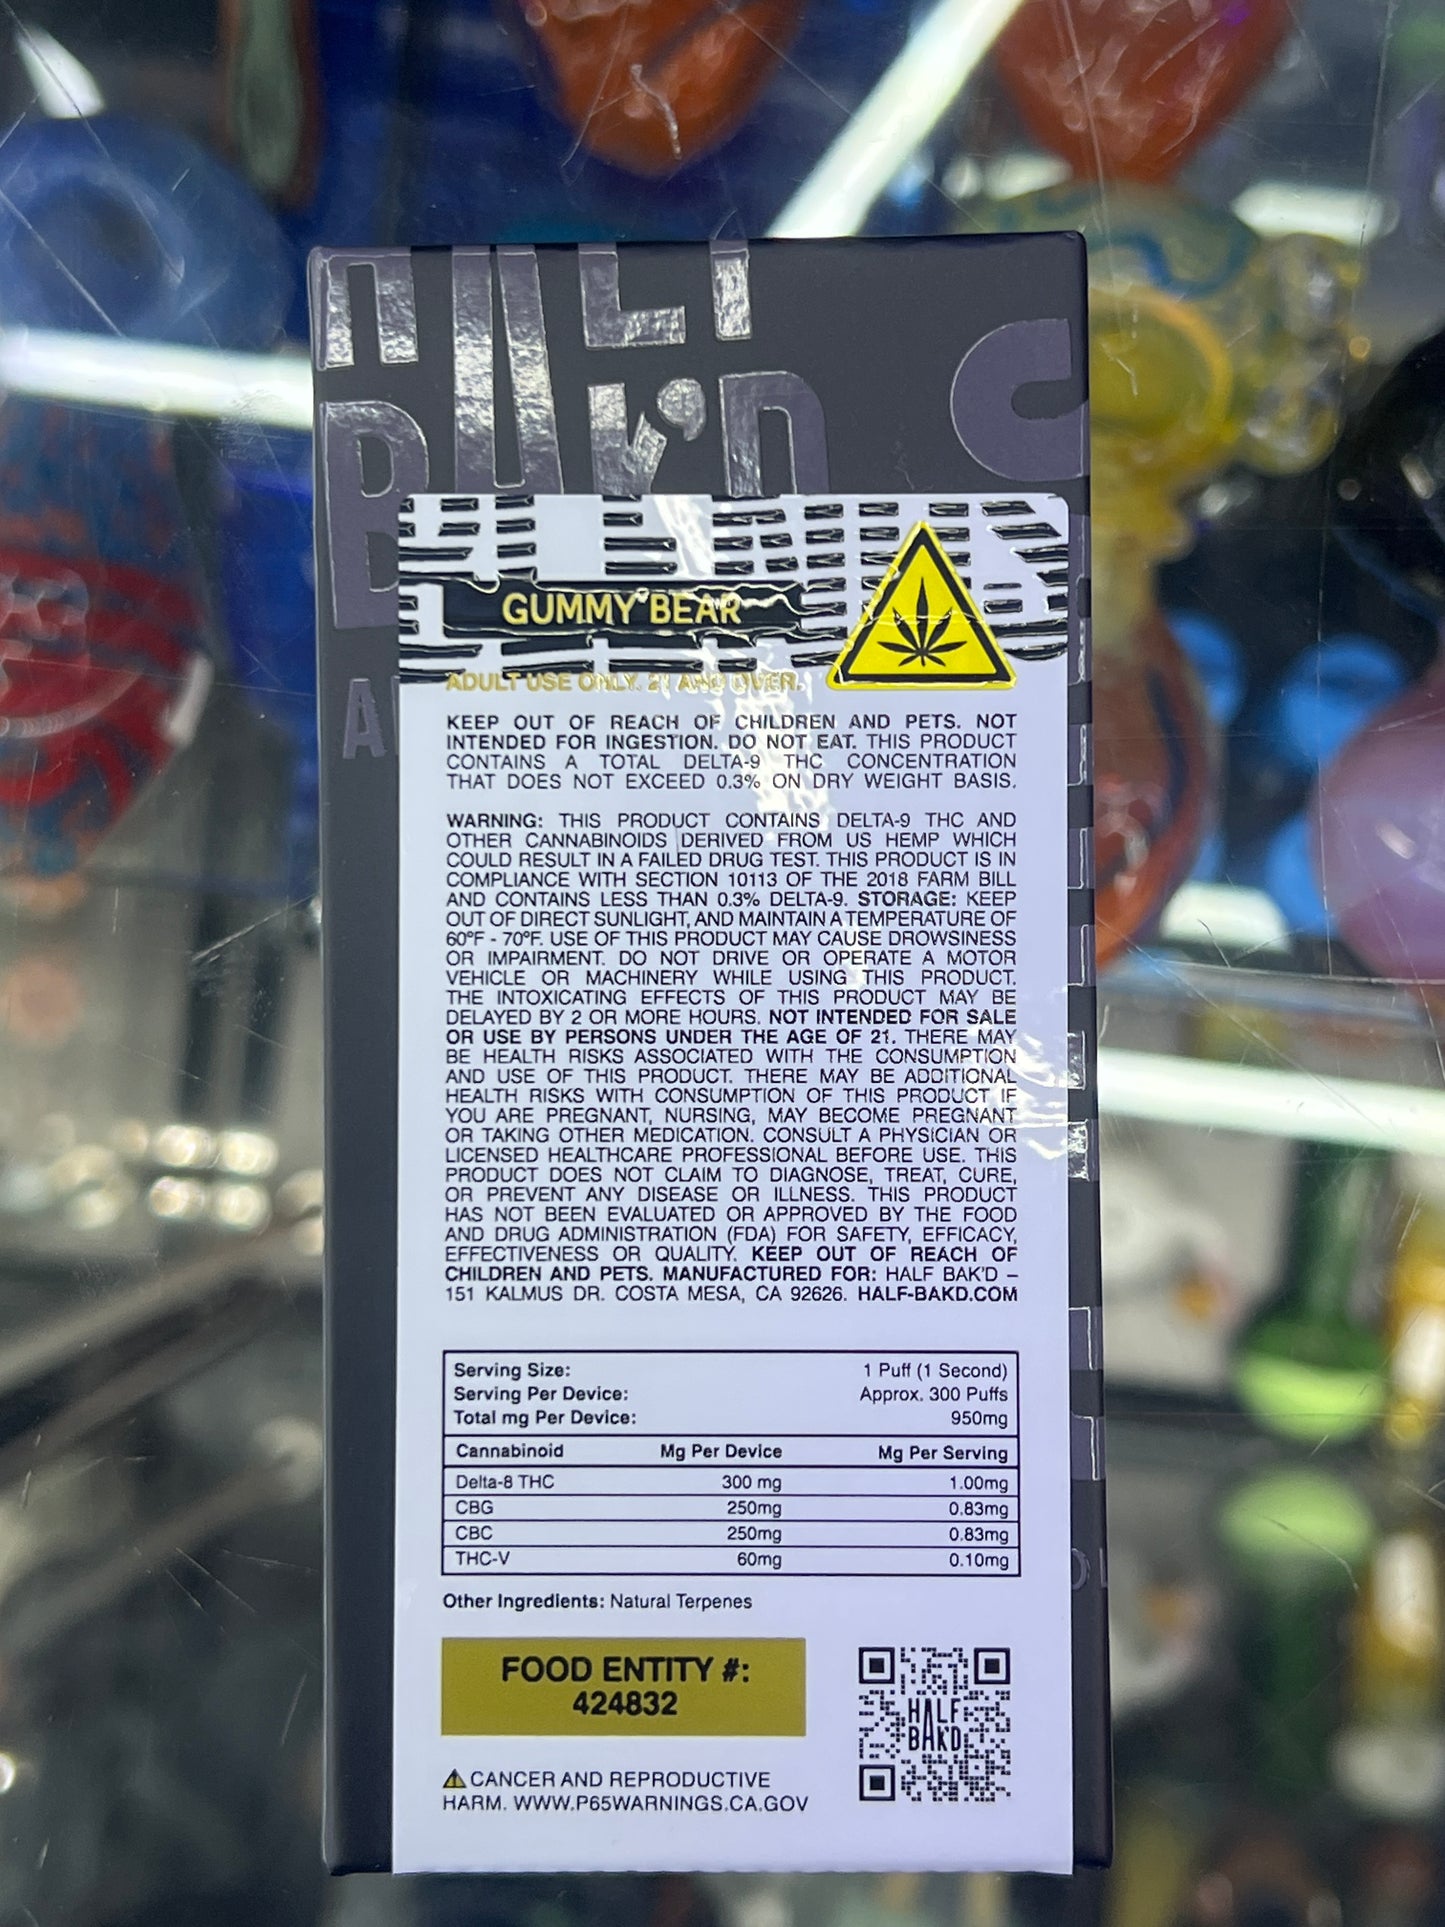 HALF
BAK'D
GUMMY BEAR
ADULT USE ONLY. 21 AND OVER.
KEEP OUT OF REACH OF CHILDREN AND PETS. NOT
INTENDED FOR INGESTION. DO NOT EAT. THIS PRODUCT
CONTAINS A TOTAL DELTA-9 THC CONCENTRATION
THAT DOES NOT EXCEED 0.3% ON DRY WEIGHT BASIS.
WARNING: THIS PRODUCT CONTAINS DELTA-9 THC AND
OTHER CANNABINOIDS DERIVED FROM US HEMP WHICH
COULD RESULT IN A FAILED DRUG TEST. THIS PRODUCT IS IN
COMPLIANCE WITH SECTION 10113 OF THE 2018 FARM BILL
AND CONTAINS LESS THAN 0.3% DELTA-9. STORAGE: KEEP
OUT OF DIRECT SUNLIGHT, AND MAINTAIN A TEMPERATURE OF
60ºF - 70ºF. USE OF THIS PRODUCT MAY CAUSE DROWSINESS
OR IMPAIRMENT. DO NOT DRIVE OR OPERATE A MOTOR
VEHICLE OR MACHINERY WHILE USING THIS PRODUCT.
THE INTOXICATING EFFECTS OF THIS PRODUCT MAY BE
DELAYED BY 2 OR MORE HOURS. NOT INTENDED FOR SALE
OR USE BY PERSONS UNDER THE AGE OF 21. THERE MAY
BE HEALTH RISKS ASSOCIATED WITH THE CONSUMPTION
AND USE OF THIS PRODUCT. THERE MAY BE ADDITIONAL
HEALTH RISKS WITH CONSUMPTION OF THIS PRODUCT IF
YOU ARE PREGNANT, NURSING, MAY BECOME PREGNANT
OR TAKING OTHER MEDICATION. CONSULT A PHYSICIAN OR
LICENSED HEALTHCARE PROFESSIONAL BEFORE USE. THIS
PRODUCT DOES NOT CLAIM TO DIAGNOSE, TREAT, CURE,
OR PREVENT ANY DISEASE OR ILLNESS. THIS PRODUCT
HAS NOT BEEN EVALUATED OR APPROVED BY THE FOOD
AND DRUG ADMINISTRATION (FDA) FOR SAFETY, EFFICACY,
EFFECTIVENESS OR QUALITY. KEEP OUT OF REACH OF
CHILDREN AND PETS. MANUFACTURED FOR: HALF BAK'D –
151 KALMUS DR. COSTA MESA, CA 92626. HALF-BAKD.COM
Serving Size: 1 Puff (1 Second)
Serving Per Device: Approx. 300 Puffs
Total mg Per Device: 950mg
Cannabinoid Mg Per Device Mg Per Serving
Delta-8 THC 300 mg 1.00mg
CBG 250mg 0.83mg
CBC 250mg 0.83mg
THC-V 60mg 0.10mg
Other Ingredients: Natural Terpenes
FOOD ENTITY #:
424832
HALF
BAK'D
CANCER AND REPRODUCTIVE
HARM. WWW.P65WARNINGS.CA.GOV